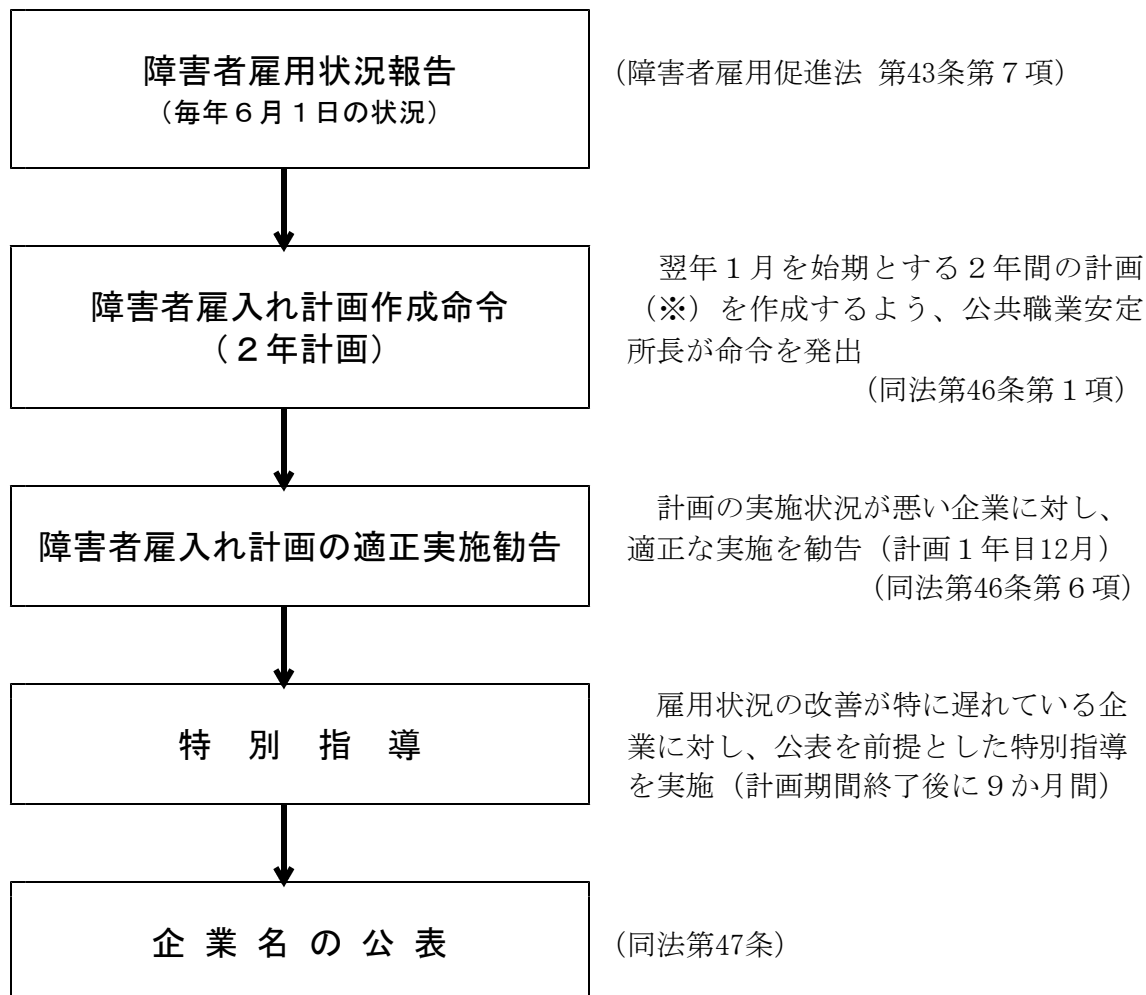 障害者雇用状況報告
（毎年６月１日の状況）
（障害者雇用促進法 第43条第７項）
障害者雇入れ計画作成命令
（２年計画）
翌年１月を始期とする２年間の計画
（※）を作成するよう、公共職業安定
所長が命令を発出
（同法第46条第１項）
障害者雇入れ計画の適正実施勧告
計画の実施状況が悪い企業に対し、
適正な実施を勧告（計画１年目12月）
（同法第46条第６項）
特別指導
雇用状況の改善が特に遅れている企
業に対し、公表を前提とした特別指導
を実施（計画期間終了後に９か月間）
企業名の公表
（同法第47条）